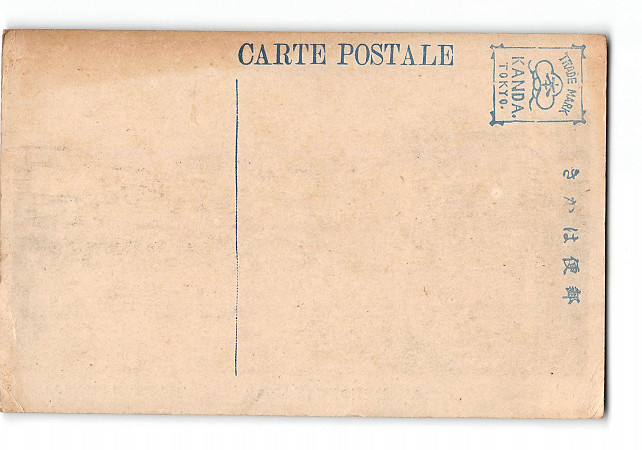 CARTE POSTALE
TRADE MARK
KANDA.
TOKYO.
きかは便郵